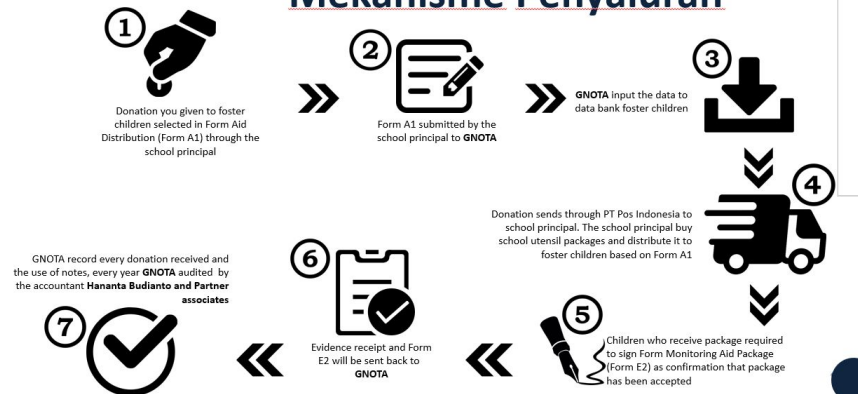 Mekanisme Penyaluran
1
Donation you given to foster
children selected in Form Aid
Distribution (Form A1) through the
school principal
2
Form A1 submitted by the
school principal to GNOTA
3
GNOTA input the data to
data bank foster children
4
Donation sends through PT Pos Indonesia to
school principal. The school principal buy
school utensil packages and distribute it to
foster children based on Form A1
5
Children who receive package required
to sign Form Monitoring Aid Package
(Form E2) as confirmation that package
has been accepted
6
Evidence receipt and Form
E2 will be sent back to
GNOTA
7
GNOTA record every donation received and
the use of notes, every year GNOTA audited by
the accountant Hananta Budianto and Partner
associates